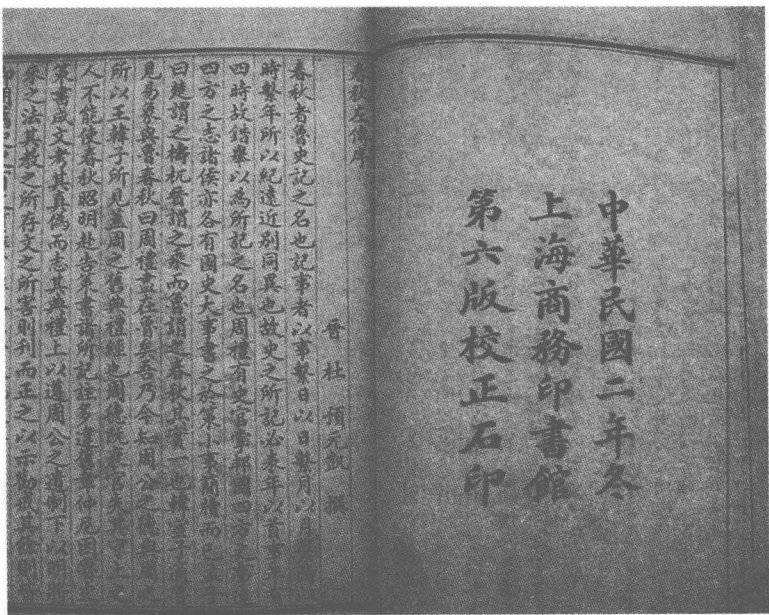 中華民國二年冬
上海商務印書館
第六版校正石印
春秋左傳序
晉 杜 預元凱 撰
春秋者魯史記之名也記事者以事繫日以日繫月以月
時繫年所以紀遠近別同異也故史之所記必表年以首事年
四時故錯舉以為所記之名也周禮有史官掌邦國四方之事
四方之志諸侯亦各有國史大事書之於策小事簡牘而已孟子
曰楚謂之檮杌晉謂之乘而魯謂之春秋其實一也韓宣子適
見易象與魯春秋曰周禮盡在魯矣吾乃今知周公之德與周之
所以王韓子所見蓋周之舊典禮經也周德既衰官失其守上
人不能使春秋昭明赴告策書諸所記註多違舊章仲尼因魯史
策書成文考其真偽而志其典禮上以遵周公之遺制下以明將
來之法其教之所存文之所害則刊而正之以示勸戒其餘則